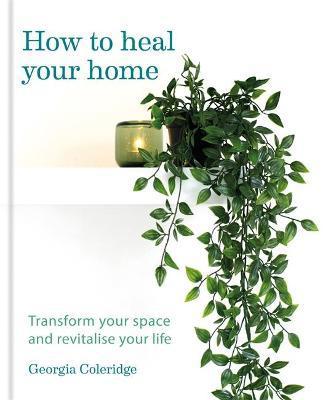 How to heal
your home
Transform your space
and revitalise your life
Georgia Coleridge